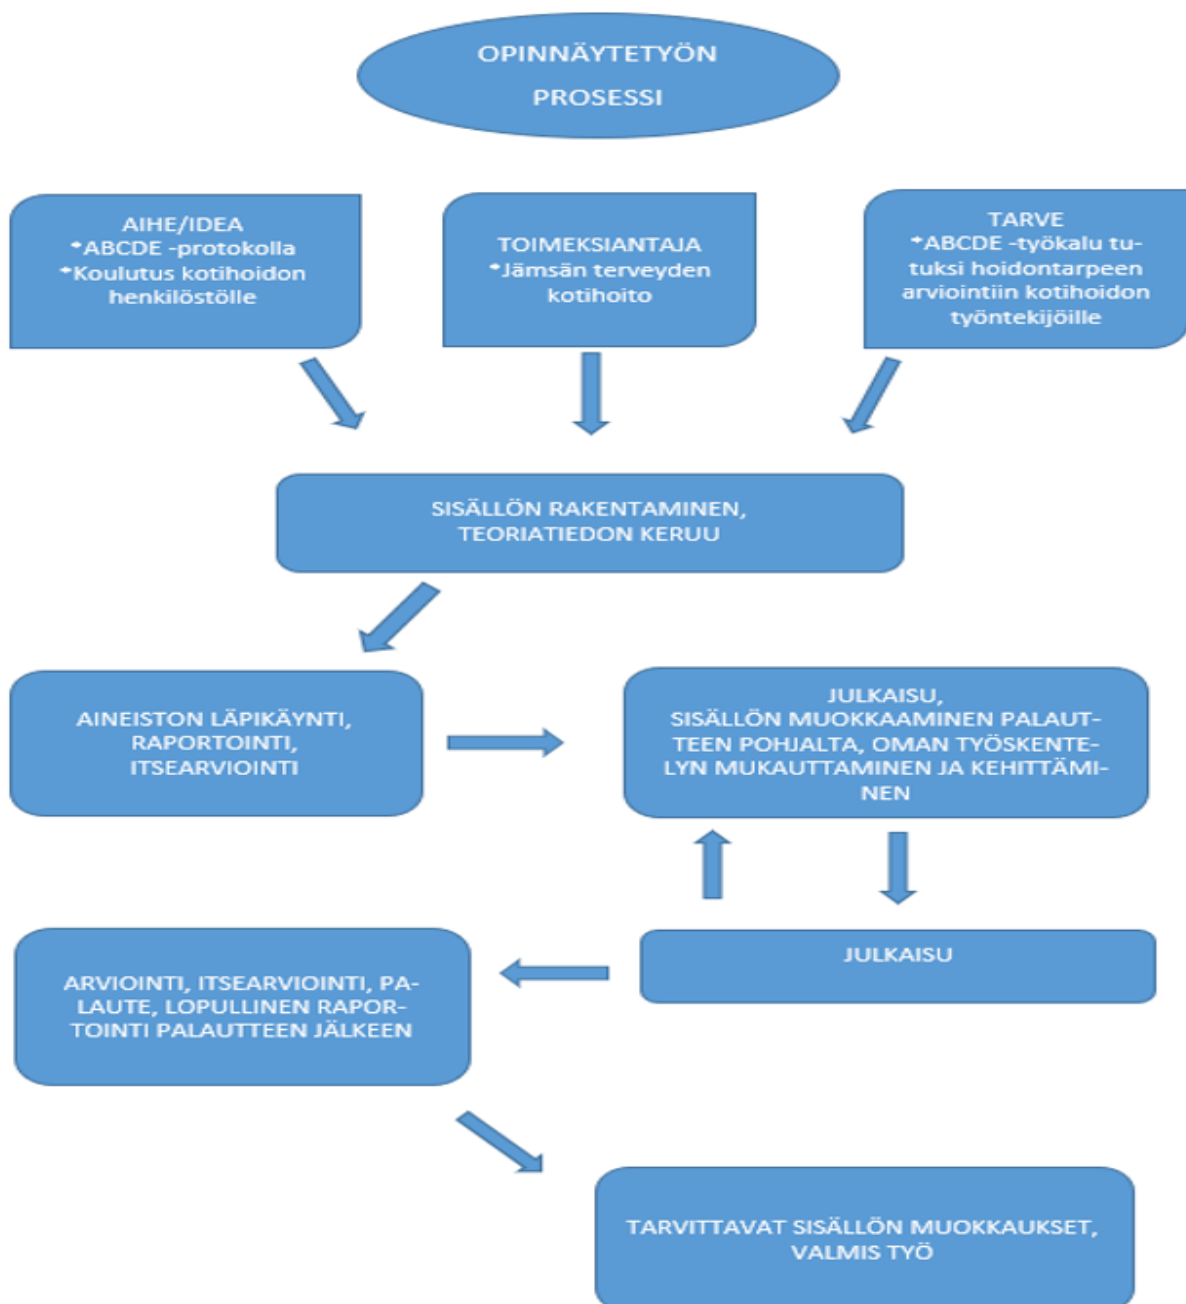 OPINNÄYTETYÖN
PROSESSI
AIHE/IDEA
*ABCDE -protokolla
*Koulutus kotihoidon
henkilöstölle
TOIMEKSIANTAJA
*Jämsän terveyden
kotihoito
TARVE
*ABCDE -työkalu tu-
tuksi hoidontarpeen
arviointiin kotihoidon
työntekijöille
SISÄLLÖN RAKENTAMINEN,
TEORIATIEDON KERUU
AINEISTON LÄPIKÄYNTI,
RAPORTOINTI,
ITSEARVIOINTI
JULKAISU,
SISÄLLÖN MUOKKAAMINEN PALAUT-
TEEN POHJALTA, OMAN TYÖSKENTE-
LYN MUKAUTTAMINEN JA KEHITTÄMI-
NEN
JULKAISU
ARVIOINTI, ITSEARVIOINTI, PA-
LAUTE, LOPULLINEN RAPOR-
TOINTI PALAUTTEEN JÄLKEEN
TARVITTAVAT SISÄLLÖN MUOKKAUKSET,
VALMIS TYÖ